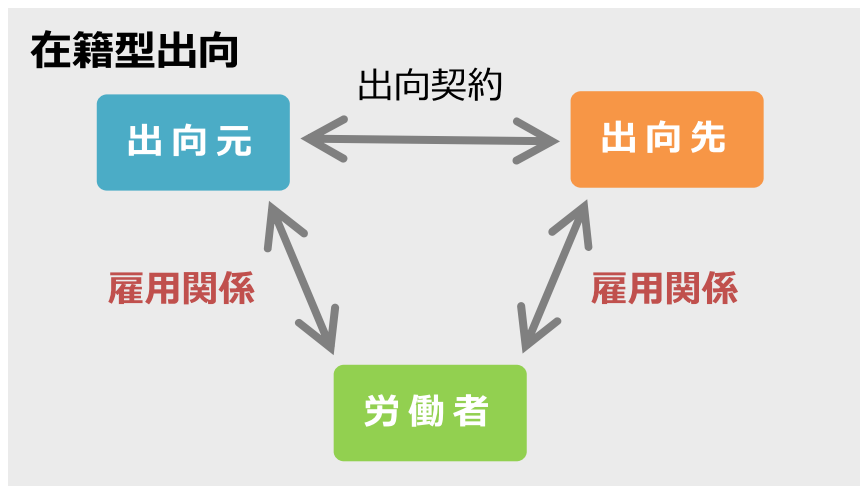 在籍型出向
出向契約
出向元
出向先
雇用関係
雇用関係
労働者